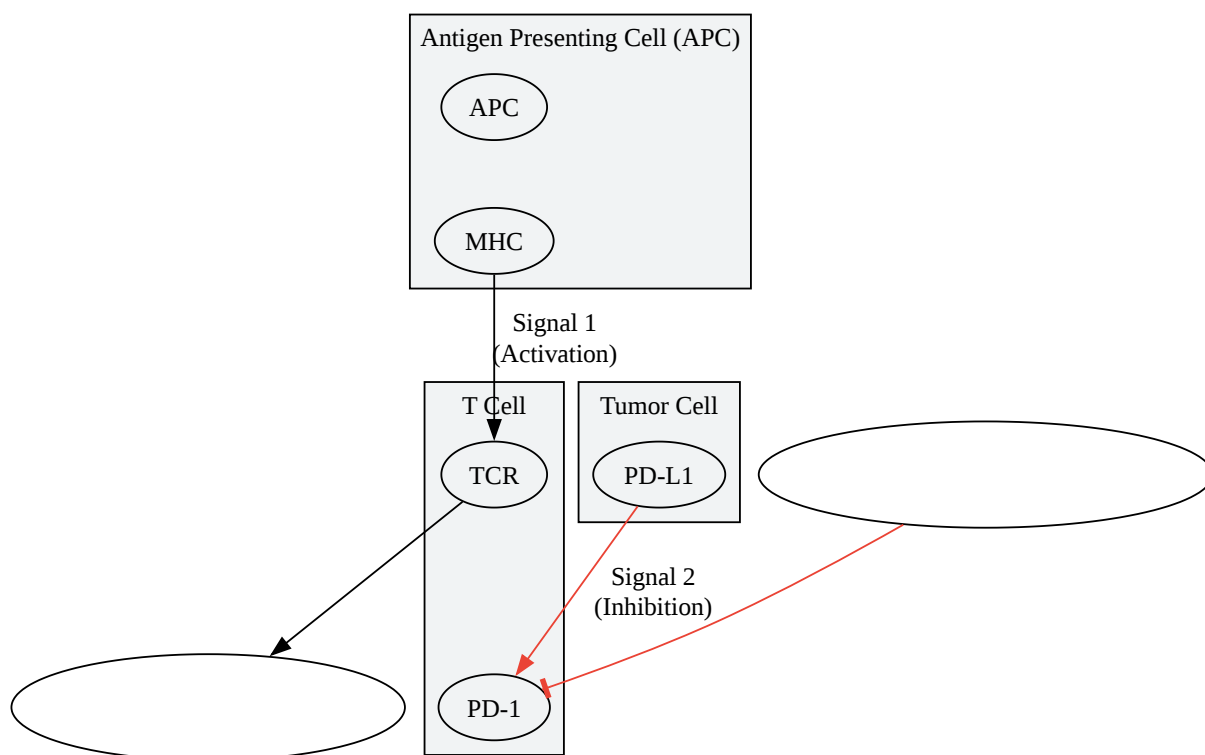 Antigen Presenting Cell (APC)
APC
MHC
Signal 1
(Activation)
T Cell
Tumor Cell
TCR
PD-L1
Signal 2
(Inhibition)
PD-1